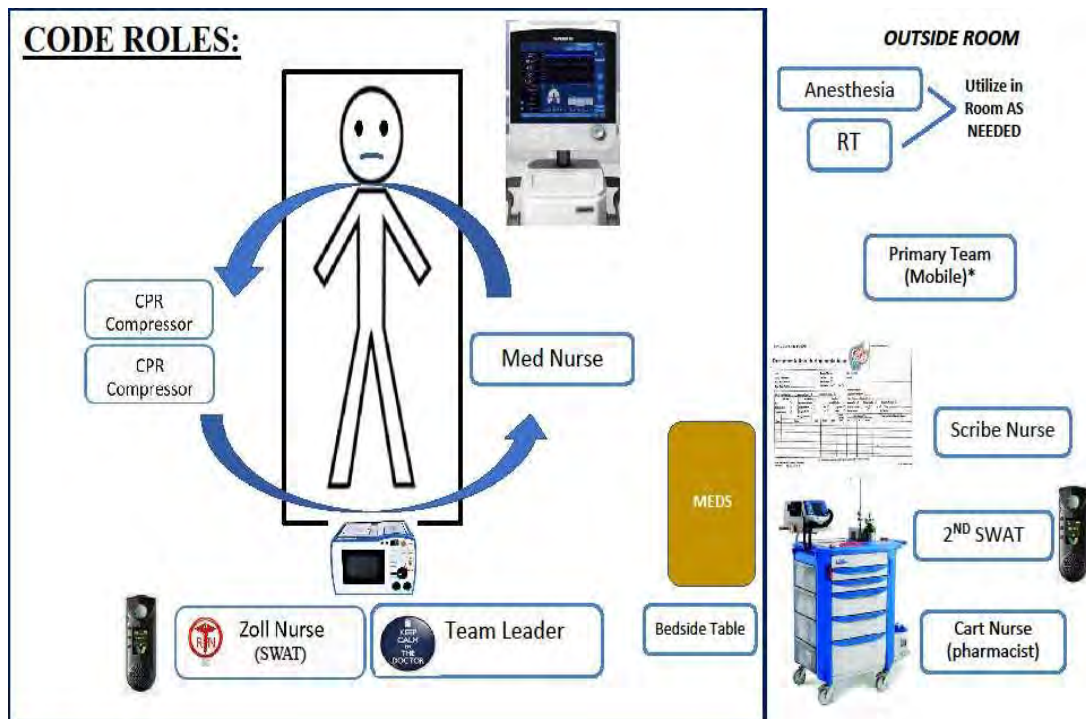 CODE ROLES:
OUTSIDE ROOM
Anesthesia
RT
Utilize in
Room AS
NEEDED
Primary Team
(Mobile)*
CPR
Compressor
CPR
Compressor
Med Nurse
Scribe Nurse
MEDS
2ND SWAT
Zoll Nurse
(SWAT)
KEEP
CALM
THE
DOCTOR
Team Leader
Bedside Table
Cart Nurse
(pharmacist)